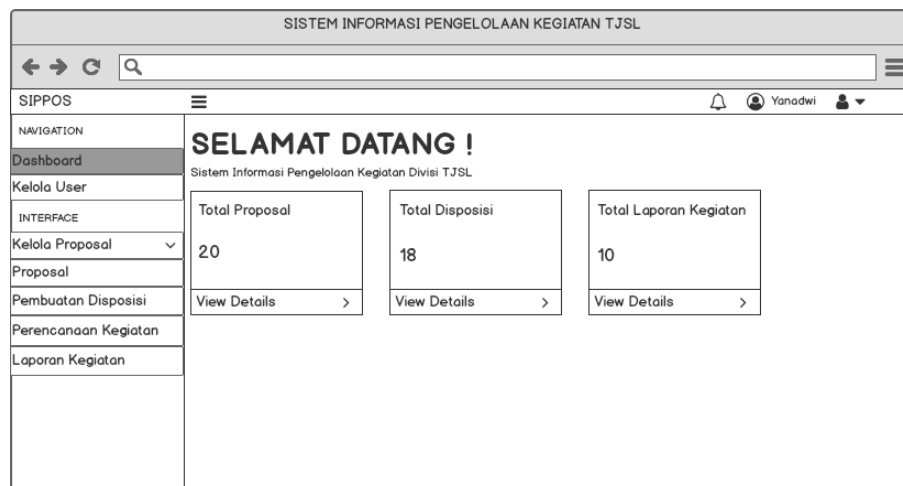 SISTEM INFORMASI PENGELOLAAN KEGIATAN TJSL
SIPPOS
Yanadwi
NAVIGATION
Dashboard
Kelola User
INTERFACE
Kelola Proposal
Proposal
Pembuatan Disposisi
Perencanaan Kegiatan
Laporan Kegiatan
SELAMAT DATANG !
Sistem Informasi Pengelolaan Kegiatan Divisi TJSL
Total Proposal
20
View Details
Total Disposisi
18
View Details
Total Laporan Kegiatan
10
View Details